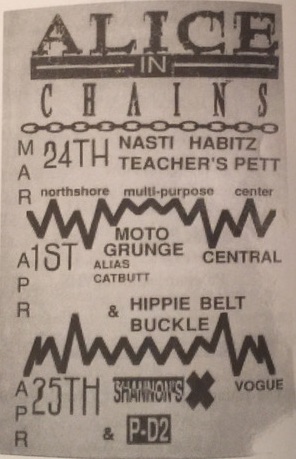 ALICE
IN
CHAINS
MAR 24TH NASTI HABITZ
TEACHER'S PETT
northshore multi-purpose center
APR 1ST MOTO
GRUNGE CENTRAL
ALIAS
CATBUTT
& HIPPIE BELT
BUCKLE
APR 25TH SHANNON'S X VOGUE
& P-D2